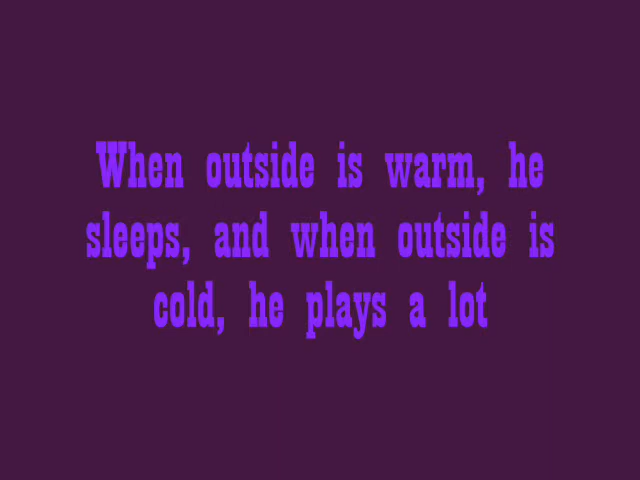 When outside is warm, he
sleeps, and when outside is
cold, he plays a lot